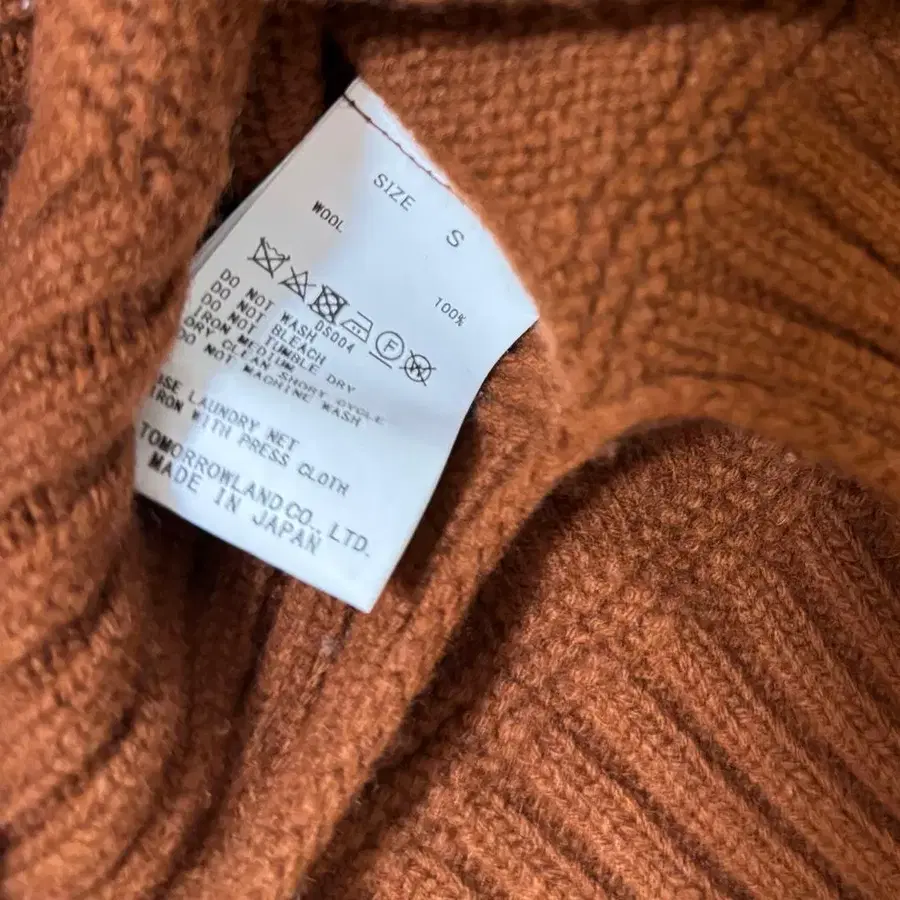 SIZE
S
WOOL 100%
DS004
DO NOT WASH
DO NOT BLEACH
DO NOT TUMBLE DRY
IRON MEDIUM
DRY CLEAN SHORT CYCLE
DO NOT MACHINE WASH
USE LAUNDRY NET
IRON WITH PRESS CLOTH
TOMORROWLAND CO., LTD.
MADE IN JAPAN